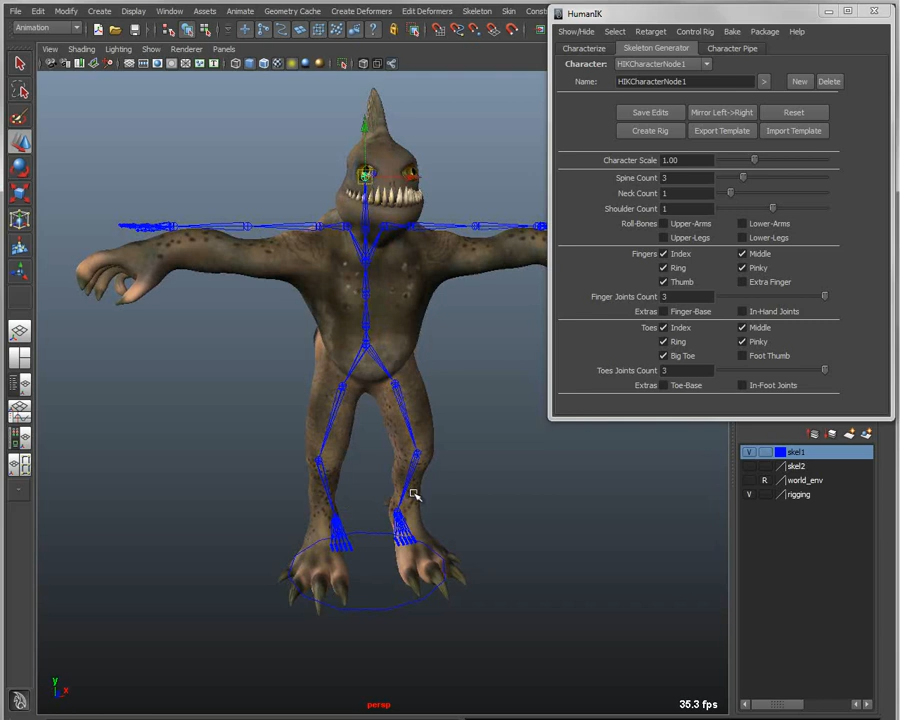 File Edit Modify Create Display Window Assets Animate Geometry Cache Create Deformers Edit Deformers Skeleton Skin Const
Animation
View Shading Lighting Show Renderer Panels
HumanIK
Show/Hide Select Retarget Control Rig Bake Package Help
Characterize Skeleton Generator Character Pipe
Character: HIKCharacterNode1
Name: HIKCharacterNode1 > New Delete
Save Edits Mirror Left->Right Reset
Create Rig Export Template Import Template
Character Scale 1.00
Spine Count 3
Neck Count 1
Shoulder Count 1
Roll-Bones Upper-Arms Lower-Arms
Upper-Legs Lower-Legs
Fingers Index Middle
Ring Pinky
Thumb Extra Finger
Finger Joints Count 3
Extras Finger-Base In-Hand Joints
Toes Index Middle
Ring Pinky
Big Toe Foot Thumb
Toes Joints Count 3
Extras Toe-Base In-Foot Joints
V skel1
skel2
R world_env
V rigging
y
x
persp
35.3 fps